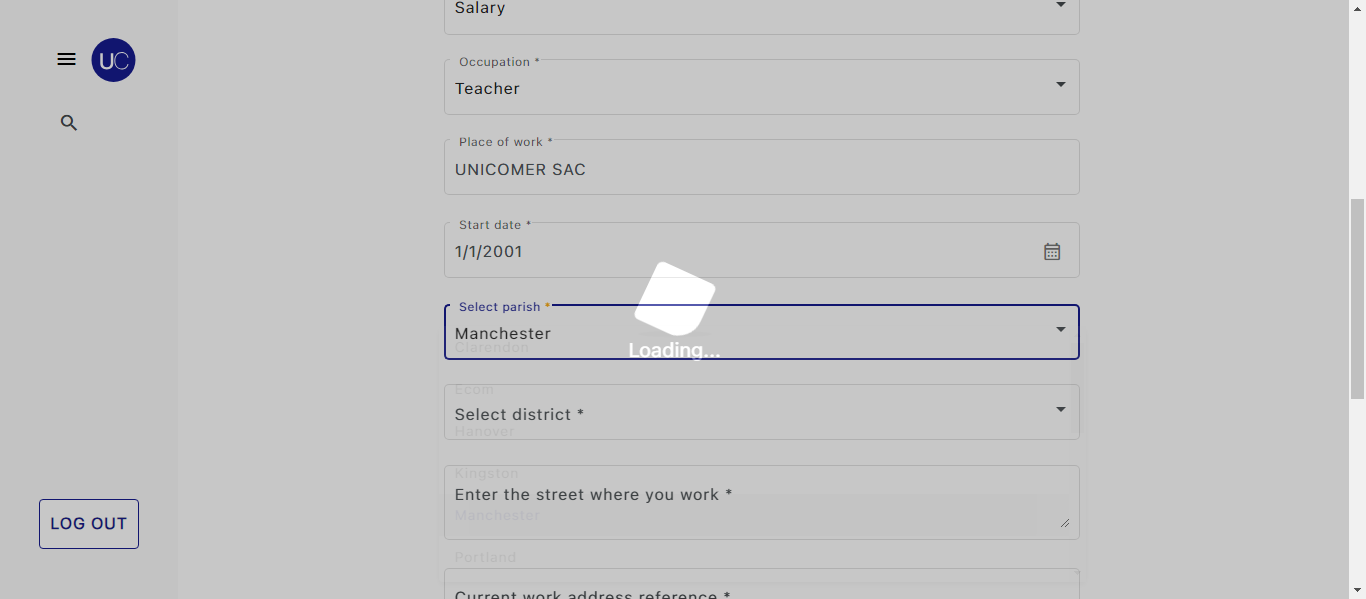 Salary
UC
Occupation *
Teacher
Place of work *
UNICOMER SAC
Start date *
1/1/2001
Select parish *
Manchester
Loading...
Clarendon
Ecom
Select district *
Hanover
Kingston
Enter the street where you work *
Manchester
LOG OUT
Portland
Current work address reference *